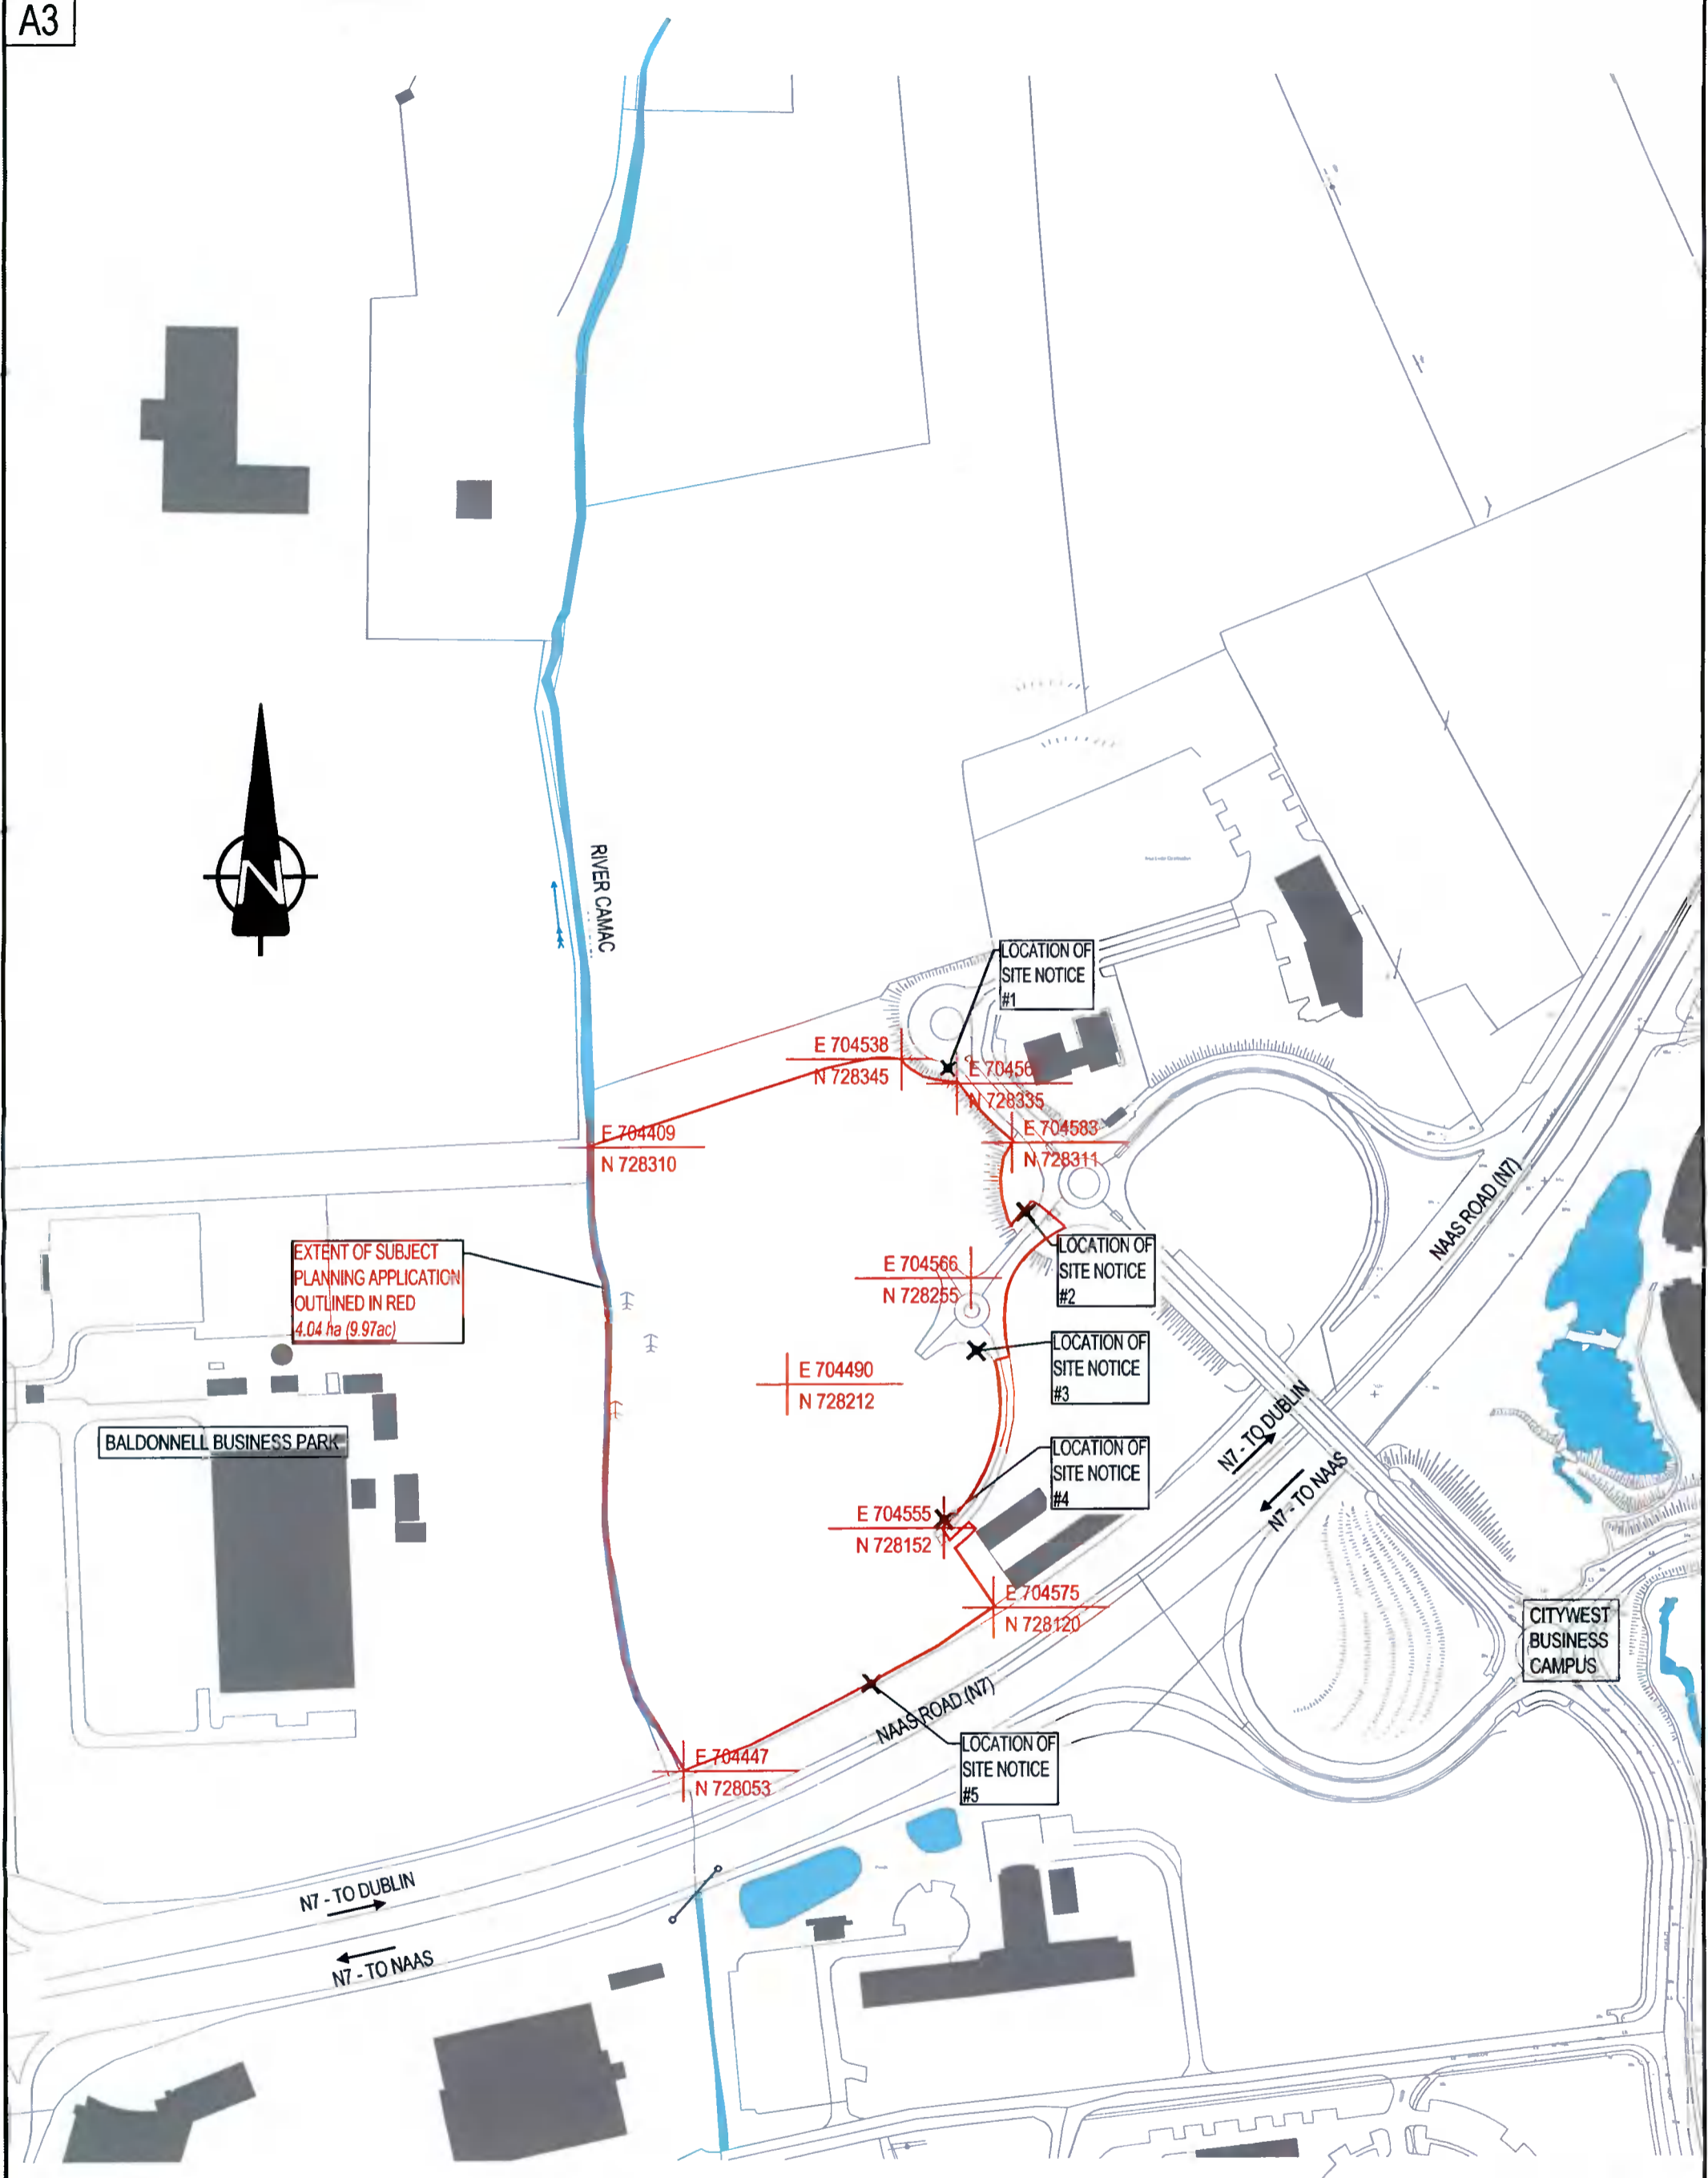 A3
RIVER CAMAC
N
LOCATION OF
SITE NOTICE
#1
E 704538
N 728345
E 70456
N 728335
E 704409
N 728310
E 704583
N 728311
NAAS ROAD (N7)
EXTENT OF SUBJECT
PLANNING APPLICATION
OUTLINED IN RED
4.04 ha (9.97ac)
E 704566
N 728255
LOCATION OF
SITE NOTICE
#2
LOCATION OF
SITE NOTICE
#3
E 704490
N 728212
BALDONNELL BUSINESS PARK
N7 - TO DUBLIN
N7 - TO NAAS
LOCATION OF
SITE NOTICE
#4
E 704555
N 728152
E 704575
N 728120
CITYWEST
BUSINESS
CAMPUS
NAAS ROAD (N7)
E 704447
N 728053
LOCATION OF
SITE NOTICE
#5
N7 - TO DUBLIN
N7 - TO NAAS